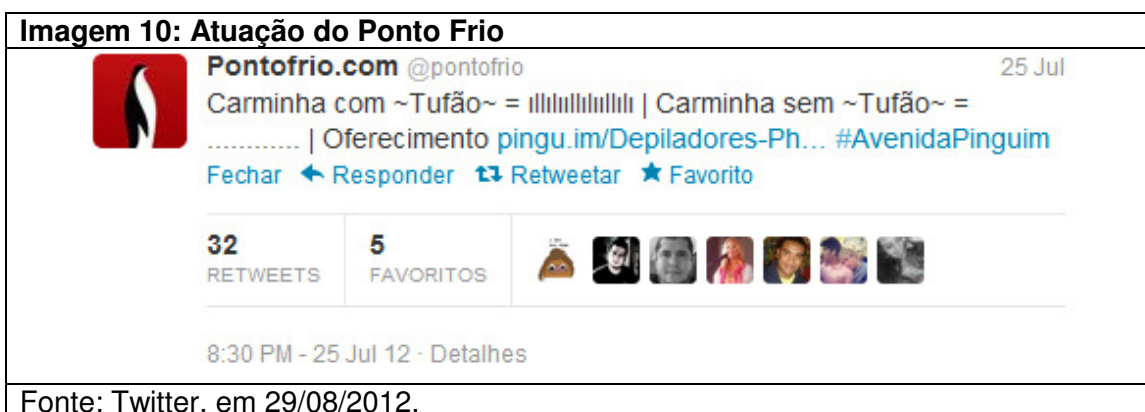 Imagem 10: Atuação do Ponto Frio
Pontofrio.com @pontofrio 25 Jul
Carminha com ~Tufão~ = ıllılıllılıllılı | Carminha sem ~Tufão~ =
............ | Oferecimento pingu.im/Depiladores-Ph... #AvenidaPinguim
Fechar Responder Retweetar Favorito
32 5
RETWEETS FAVORITOS
8:30 PM - 25 Jul 12 · Detalhes
Fonte: Twitter, em 29/08/2012.